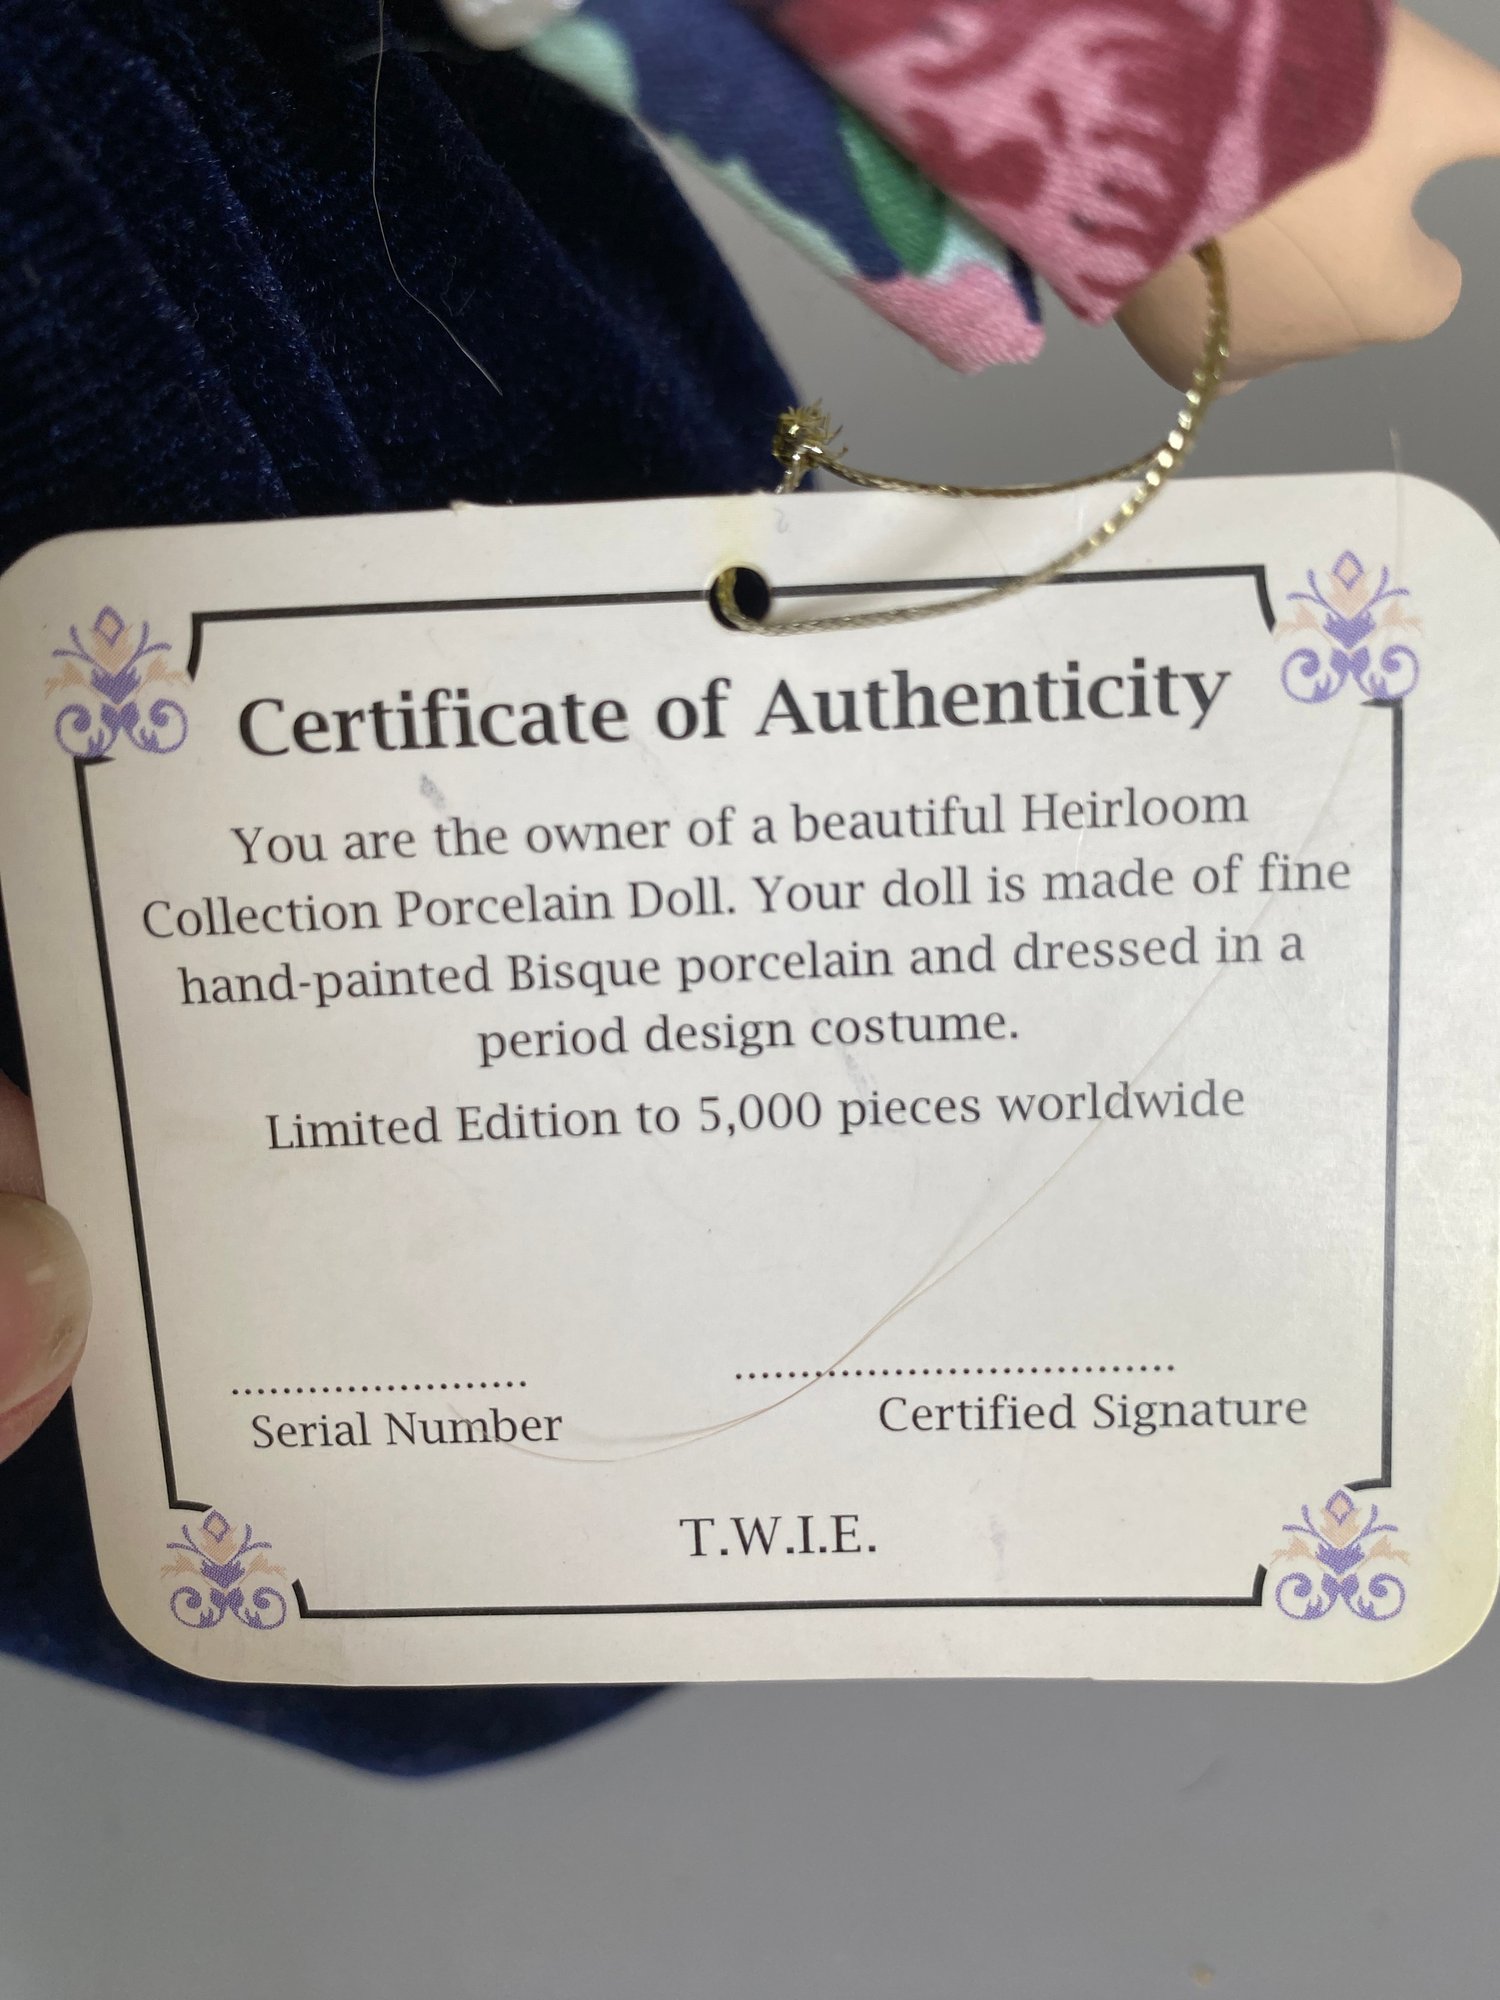 Certificate of Authenticity
You are the owner of a beautiful Heirloom
Collection Porcelain Doll. Your doll is made of fine
hand-painted Bisque porcelain and dressed in a
period design costume.
Limited Edition to 5,000 pieces worldwide
Serial Number
Certified Signature
T.W.I.E.